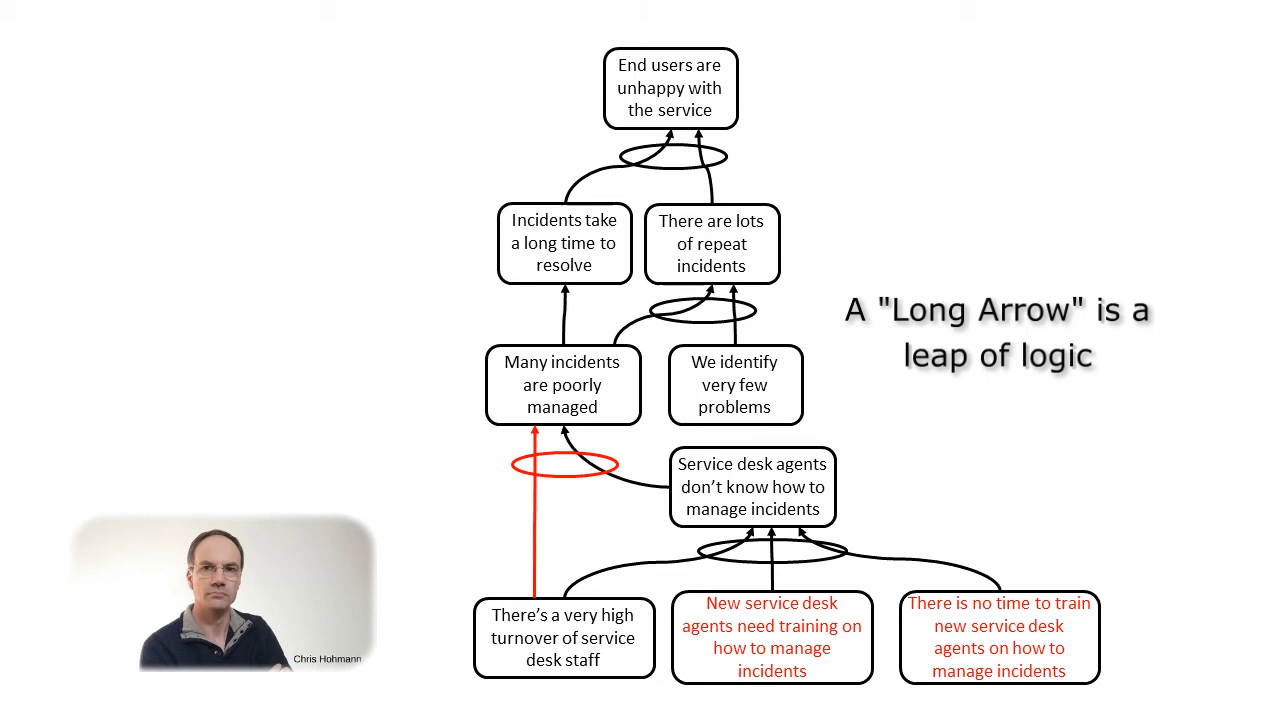 End users are
unhappy with
the service
Incidents take
a long time to
resolve
There are lots
of repeat
incidents
A "Long Arrow" is a
leap of logic
Many incidents
are poorly
managed
We identify
very few
problems
Service desk agents
don’t know how to
manage incidents
There’s a very high
turnover of service
desk staff
New service desk
agents need training on
how to manage
incidents
There is no time to train
new service desk
agents on how to
manage incidents
Chris Hohmann